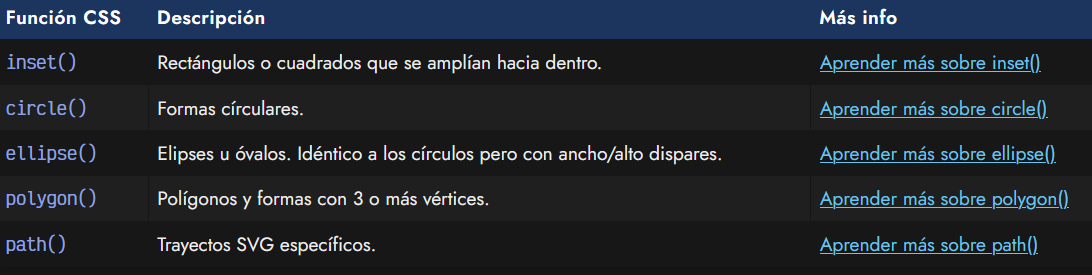 Función CSS Descripción Más info
inset() Rectángulos o cuadrados que se amplían hacia dentro. Aprender más sobre inset()
circle() Formas círculares. Aprender más sobre circle()
ellipse() Elipses u óvalos. Idéntico a los círculos pero con ancho/alto dispares. Aprender más sobre ellipse()
polygon() Polígonos y formas con 3 o más vértices. Aprender más sobre polygon()
path() Trayectos SVG específicos. Aprender más sobre path()